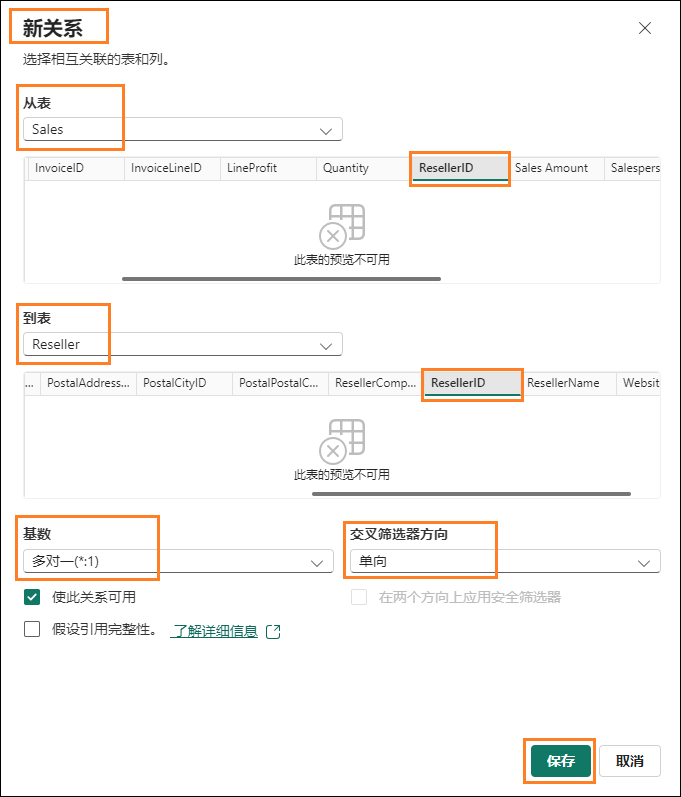 新关系
选择相互关联的表和列。
从表
Sales
InvoiceID InvoiceLineID LineProfit Quantity ResellerID Sales Amount Salespers
此表的预览不可用
到表
Reseller
... PostalAddress... PostalCityID PostalPostalC... ResellerComp... ResellerID ResellerName Websit
此表的预览不可用
基数 交叉筛选器方向
多对一(*:1) 单向
使此关系可用 在两个方向上应用安全筛选器
假设引用完整性。 了解详细信息
保存 取消